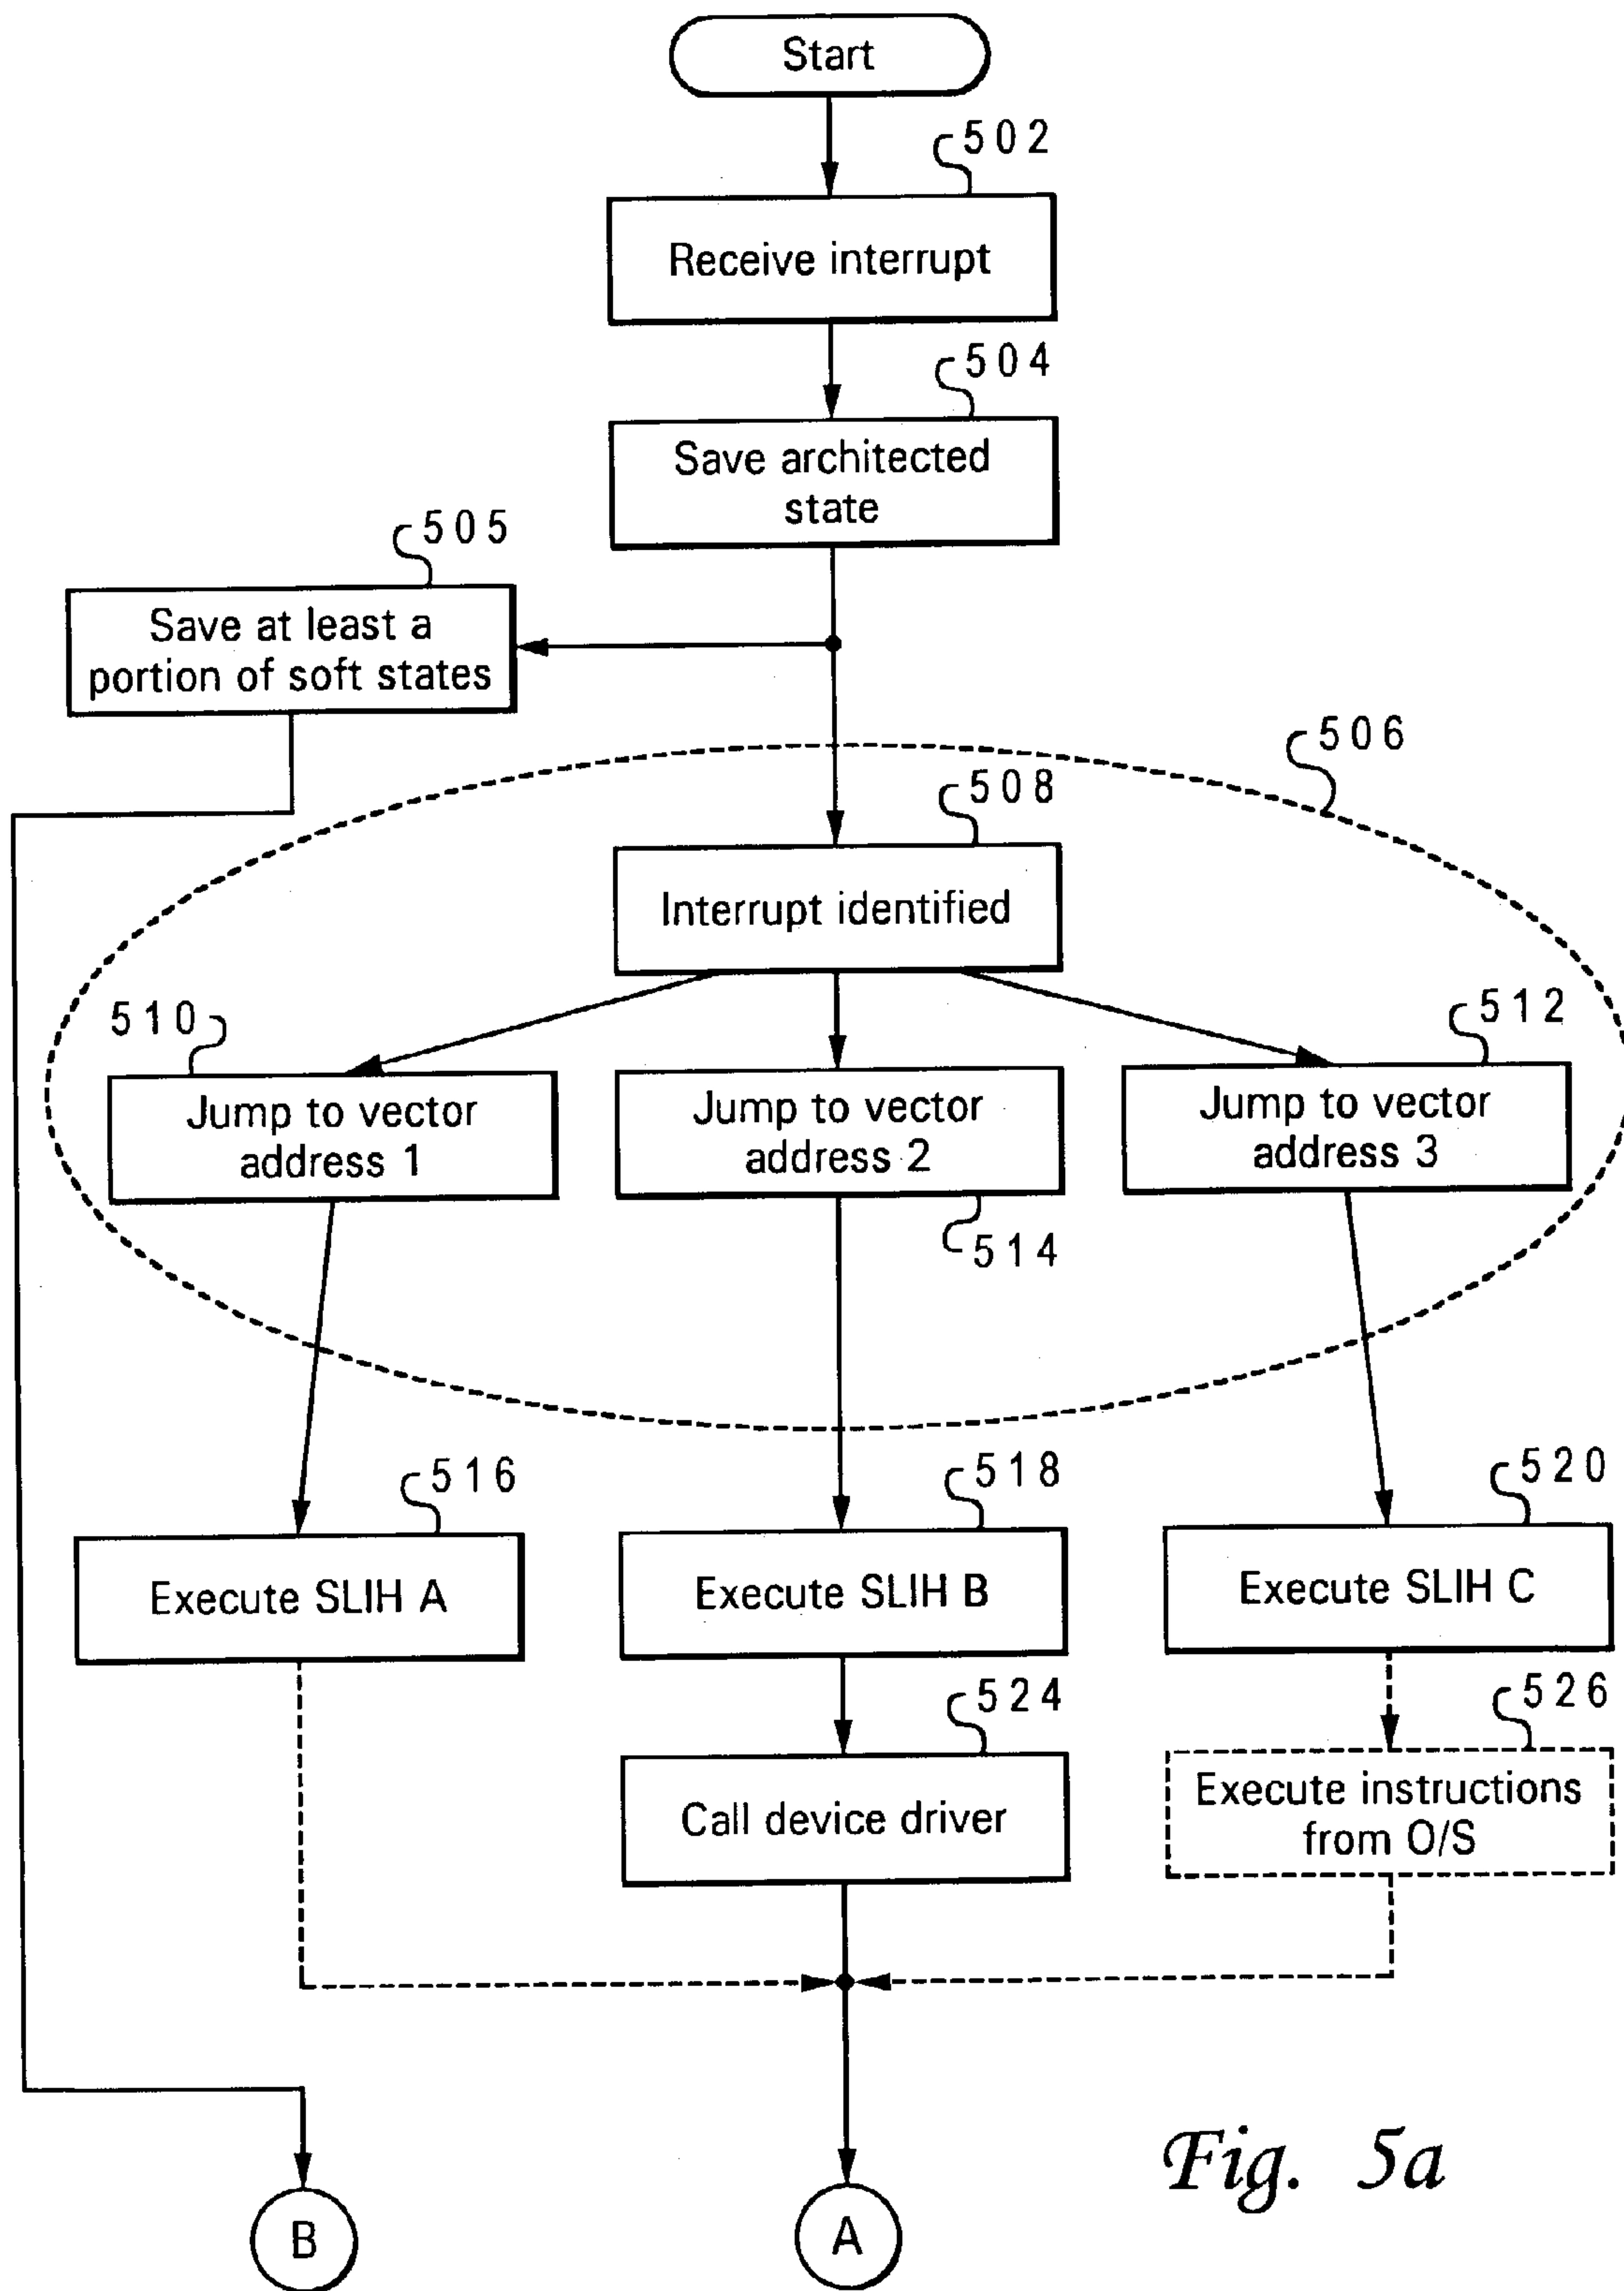 Start
502
Receive interrupt
504
Save architected
state
505
Save at least a
portion of soft states
506
508
Interrupt identified
510
512
Jump to vector
address 1
Jump to vector
address 2
Jump to vector
address 3
514
516
518
520
Execute SLIH A
Execute SLIH B
Execute SLIH C
524
526
Call device driver
Execute instructions
from O/S
B
A
Fig. 5a